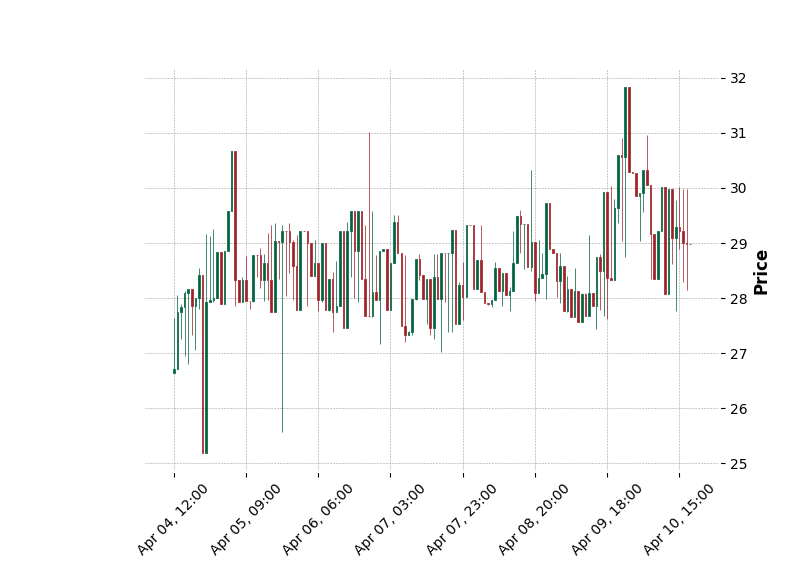 32
31
30
29
28
27
26
25
Price
Apr 04, 12:00
Apr 05, 09:00
Apr 06, 06:00
Apr 07, 03:00
Apr 07, 23:00
Apr 08, 20:00
Apr 09, 18:00
Apr 10, 15:00